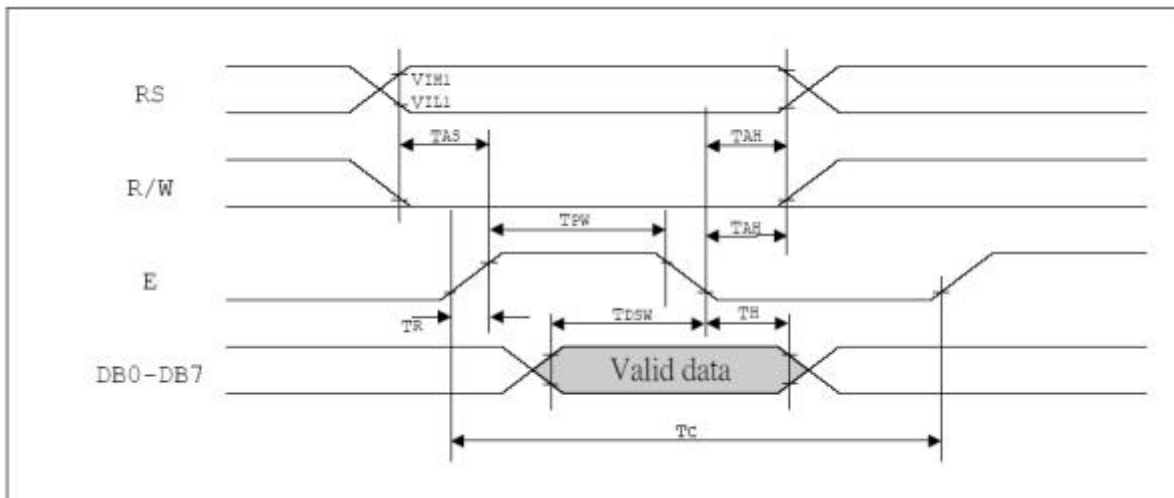 RS
VIH1
VIL1
TAS
TAH
R/W
TPW
TAH
E
TR
TDSW
TH
DB0-DB7
Valid data
TC